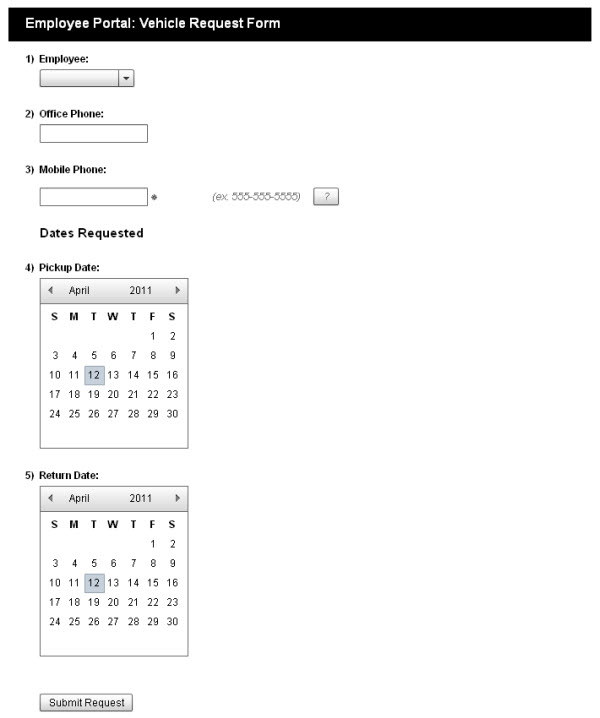 Employee Portal: Vehicle Request Form
1) Employee:
2) Office Phone:
3) Mobile Phone:
* (ex. 555-555-5555) ?
Dates Requested
4) Pickup Date:
April 2011
S M T W T F S
1 2
3 4 5 6 7 8 9
10 11 12 13 14 15 16
17 18 19 20 21 22 23
24 25 26 27 28 29 30
5) Return Date:
April 2011
S M T W T F S
1 2
3 4 5 6 7 8 9
10 11 12 13 14 15 16
17 18 19 20 21 22 23
24 25 26 27 28 29 30
Submit Request